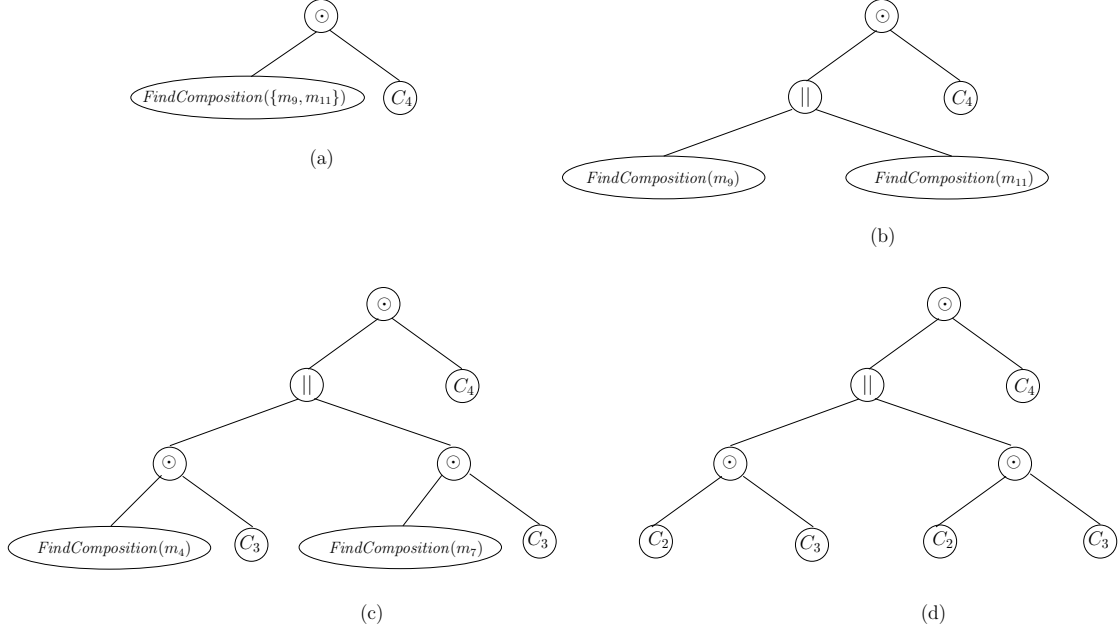 ⊙
FindComposition({m₉, m₁₁}) C₄
(a)
⊙
|| C₄
FindComposition(m₉) FindComposition(m₁₁)
(b)
⊙
|| C₄
⊙ ⊙
FindComposition(m₄) C₃ FindComposition(m₇) C₃
(c)
⊙
|| C₄
⊙ ⊙
C₂ C₃ C₂ C₃
(d)